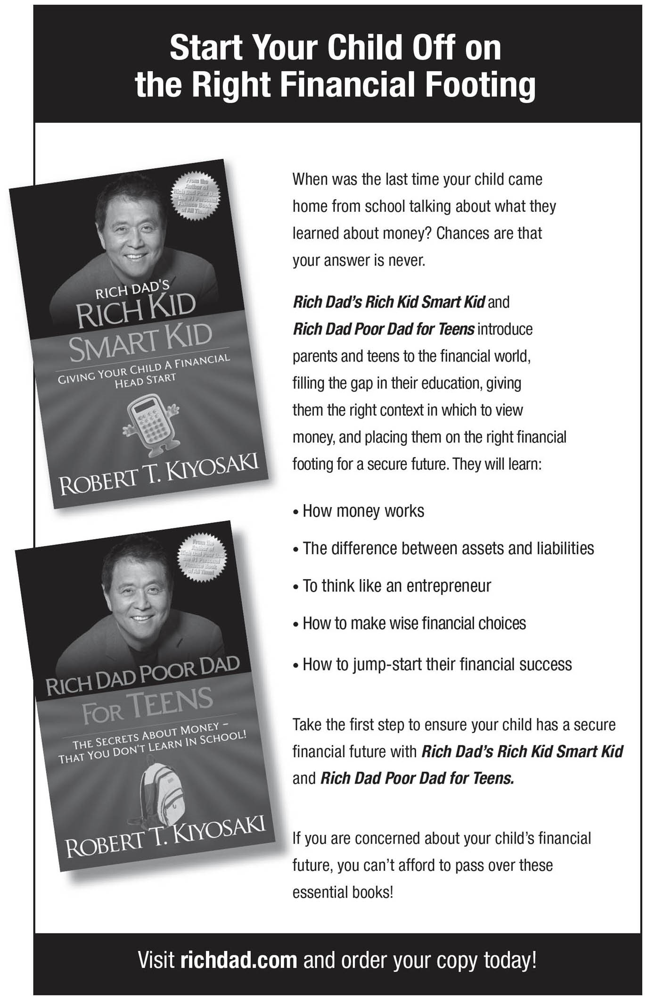 Start Your Child Off on
the Right Financial Footing
From the
Author of
Rich Dad Poor Dad
– the #1 Personal
Finance Book
of All Time!
RICH DAD'S
RICH KID
SMART KID
GIVING YOUR CHILD A FINANCIAL
HEAD START
ROBERT T. KIYOSAKI
From the
Author of
Rich Dad Poor Dad
the #1 Personal
Finance Book
of All Time!
RICH DAD POOR DAD
FOR TEENS
THE SECRETS ABOUT MONEY –
THAT YOU DON'T LEARN IN SCHOOL!
ROBERT T. KIYOSAKI
When was the last time your child came
home from school talking about what they
learned about money? Chances are that
your answer is never.
Rich Dad’s Rich Kid Smart Kid and
Rich Dad Poor Dad for Teens introduce
parents and teens to the financial world,
filling the gap in their education, giving
them the right context in which to view
money, and placing them on the right financial
footing for a secure future. They will learn:
• How money works
• The difference between assets and liabilities
• To think like an entrepreneur
• How to make wise financial choices
• How to jump-start their financial success
Take the first step to ensure your child has a secure
financial future with Rich Dad’s Rich Kid Smart Kid
and Rich Dad Poor Dad for Teens.
If you are concerned about your child’s financial
future, you can’t afford to pass over these
essential books!
Visit richdad.com and order your copy today!